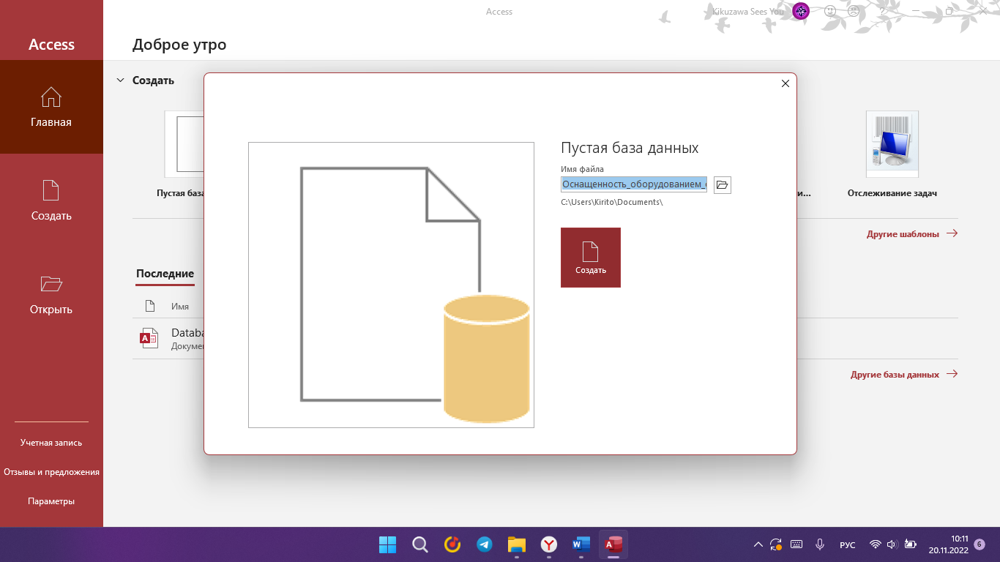 Access
Kikuzawa Sees You
Access
Доброе утро
Создать
Главная
Создать
Открыть
Пустая база
Отслеживание задач
Другие шаблоны
Последние
Имя
Databa
Докумен
Другие базы данных
Пустая база данных
Имя файла
Оснащенность_оборудованием_
C:\Users\Kirito\Documents\
Создать
Учетная запись
Отзывы и предложения
Параметры
РУС
10:11
20.11.2022
6